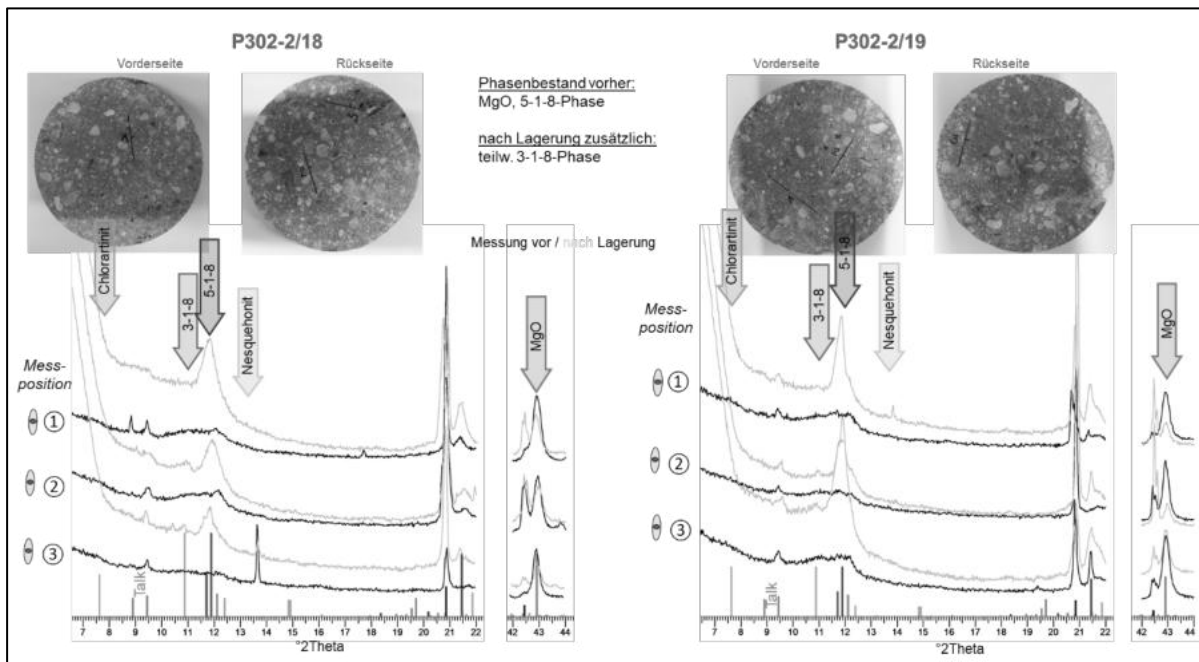 P302-2/18
Vorderseite
Rückseite
Phasenbestand vorher:
MgO, 5-1-8-Phase
nach Lagerung zusätzlich:
teilw. 3-1-8-Phase
P302-2/19
Vorderseite
Rückseite
Messung vor / nach Lagerung
Chlorartinit
3-1-8
5-1-8
Nesquehonit
MgO
Mess-
position
1
2
3
Talk
7 8 9 10 11 12 13 14 15 16 17 18 19 20 21 22
42 43 44
°2Theta
Chlorartinit
3-1-8
5-1-8
Nesquehonit
MgO
Mess-
position
1
2
3
Talk
7 8 9 10 11 12 13 14 15 16 17 18 19 20 21 22
42 43 44
°2Theta